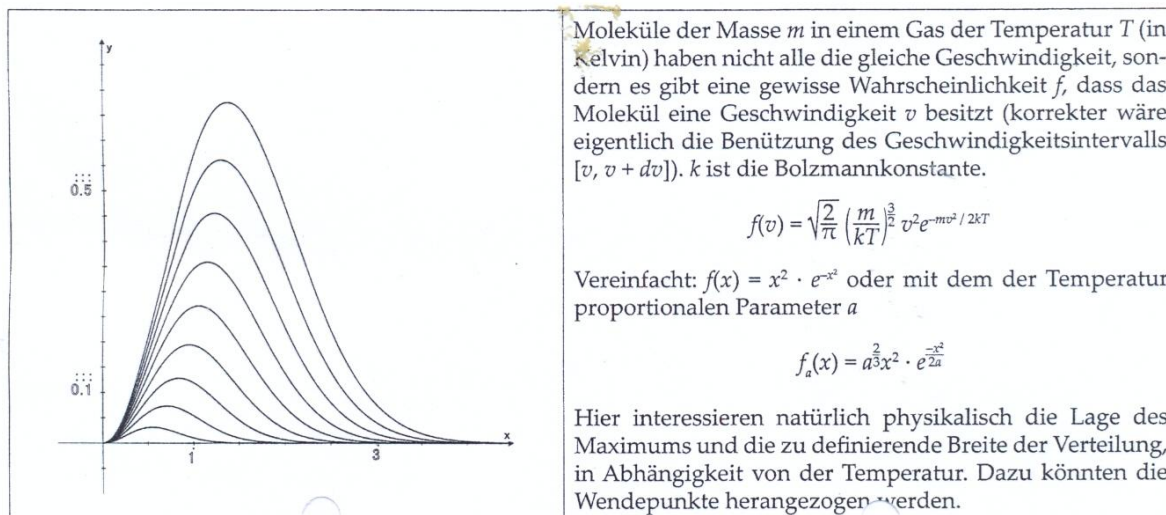 y
0.5
0.1
x
1
3
Moleküle der Masse m in einem Gas der Temperatur T (in
Kelvin) haben nicht alle die gleiche Geschwindigkeit, son-
dern es gibt eine gewisse Wahrscheinlichkeit f, dass das
Molekül eine Geschwindigkeit v besitzt (korrekter wäre
eigentlich die Benützung des Geschwindigkeitsintervalls
[v, v + dv]). k ist die Bolzmannkonstante.
f(v) = √(2/π) (m/kT)^(3/2) v² e^(−mv²/2kT)
Vereinfacht: f(x) = x² · e^(−x²) oder mit dem der Temperatur
proportionalen Parameter a
f_a(x) = a^(2/3) x² · e^(−x²/2a)
Hier interessieren natürlich physikalisch die Lage des
Maximums und die zu definierende Breite der Verteilung,
in Abhängigkeit von der Temperatur. Dazu könnten die
Wendepunkte herangezogen werden.